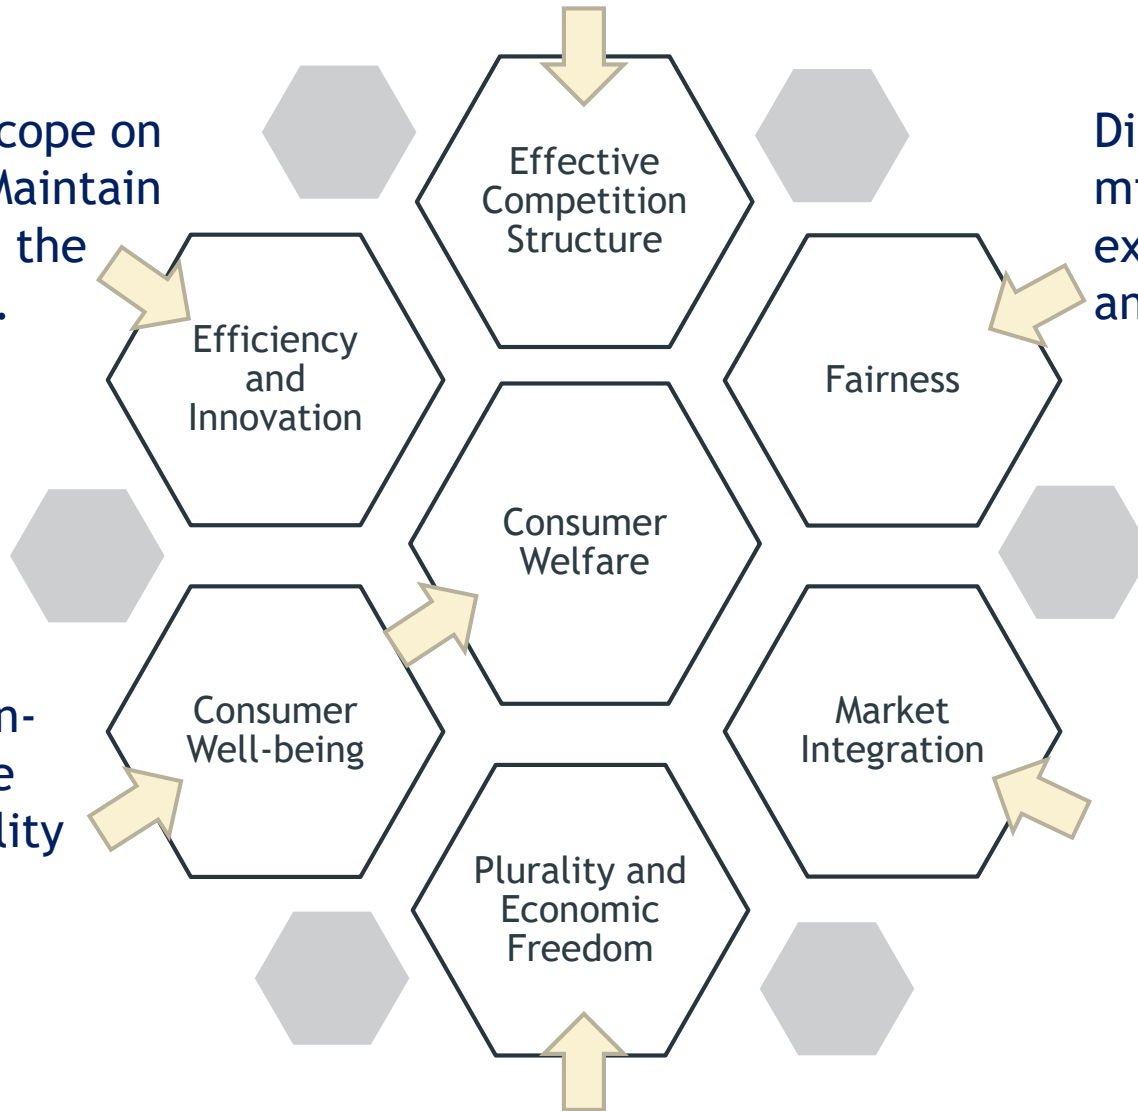 Effective
Competition
Structure
cope on
Maintain
the
.
Di
mi
ex
an
Efficiency
and
Innovation
Fairness
Consumer
Welfare
n-
e
lity
Consumer
Well-being
Market
Integration
Plurality and
Economic
Freedom